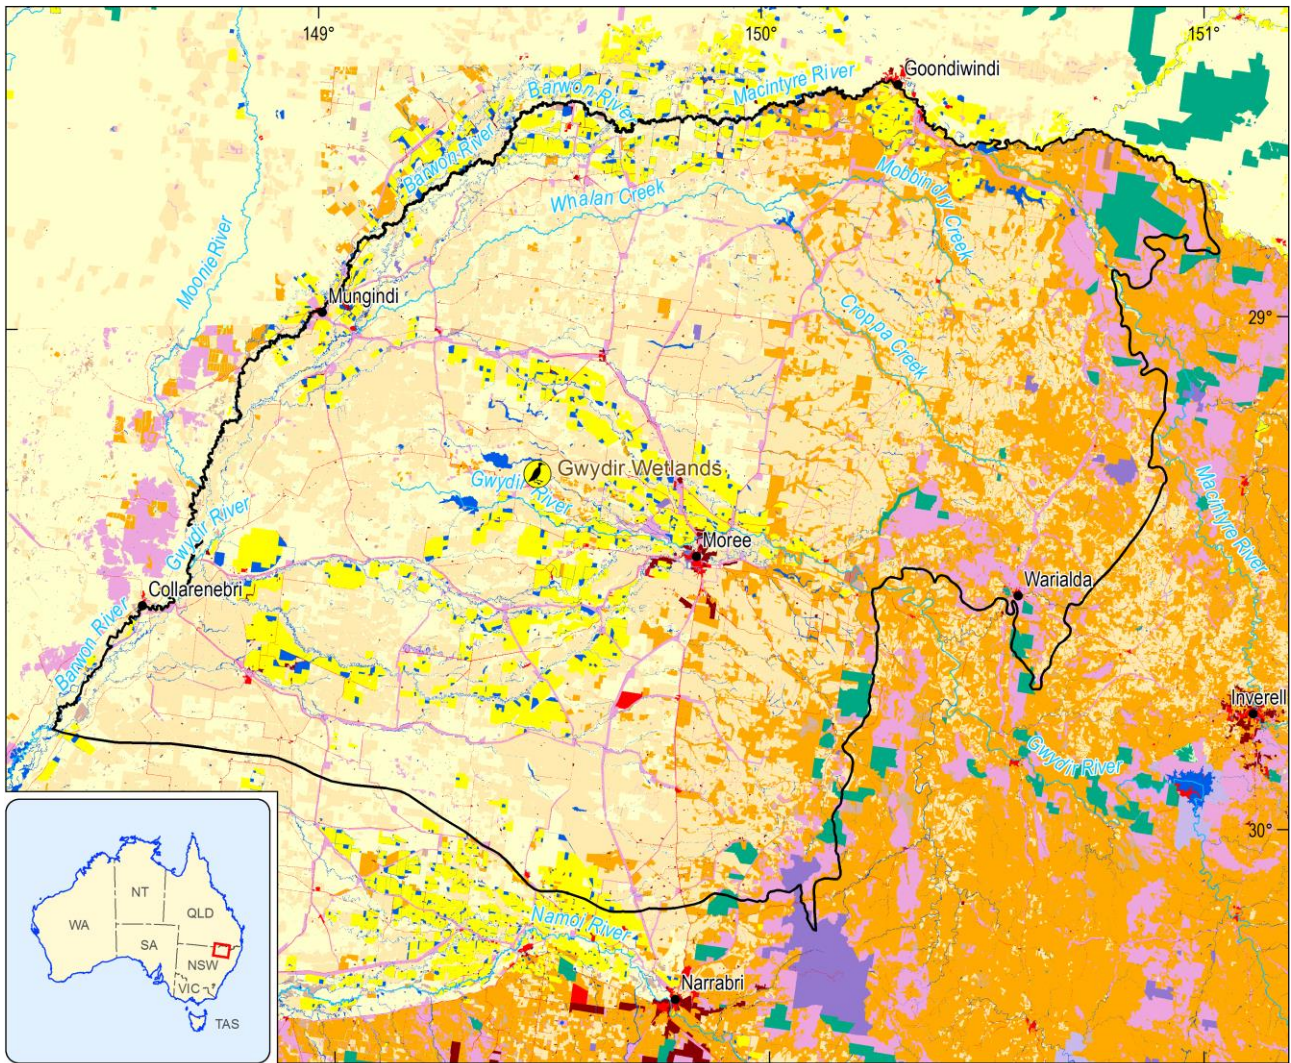 149°
150°
151°
Goondiwindi
Macintyre River
Barwon River
Barwon River
Mobbindry Creek
Whalan Creek
Moonie River
Mungindi
29°
Croppa Creek
Gwydir Wetlands
Gwydir River
Macintyre River
Gwydir River
Moree
Collarenebri
Warialda
Barwon River
Inverell
Gwydir River
30°
Namoi River
Narrabri
NT
QLD
WA
SA
NSW
VIC
TAS